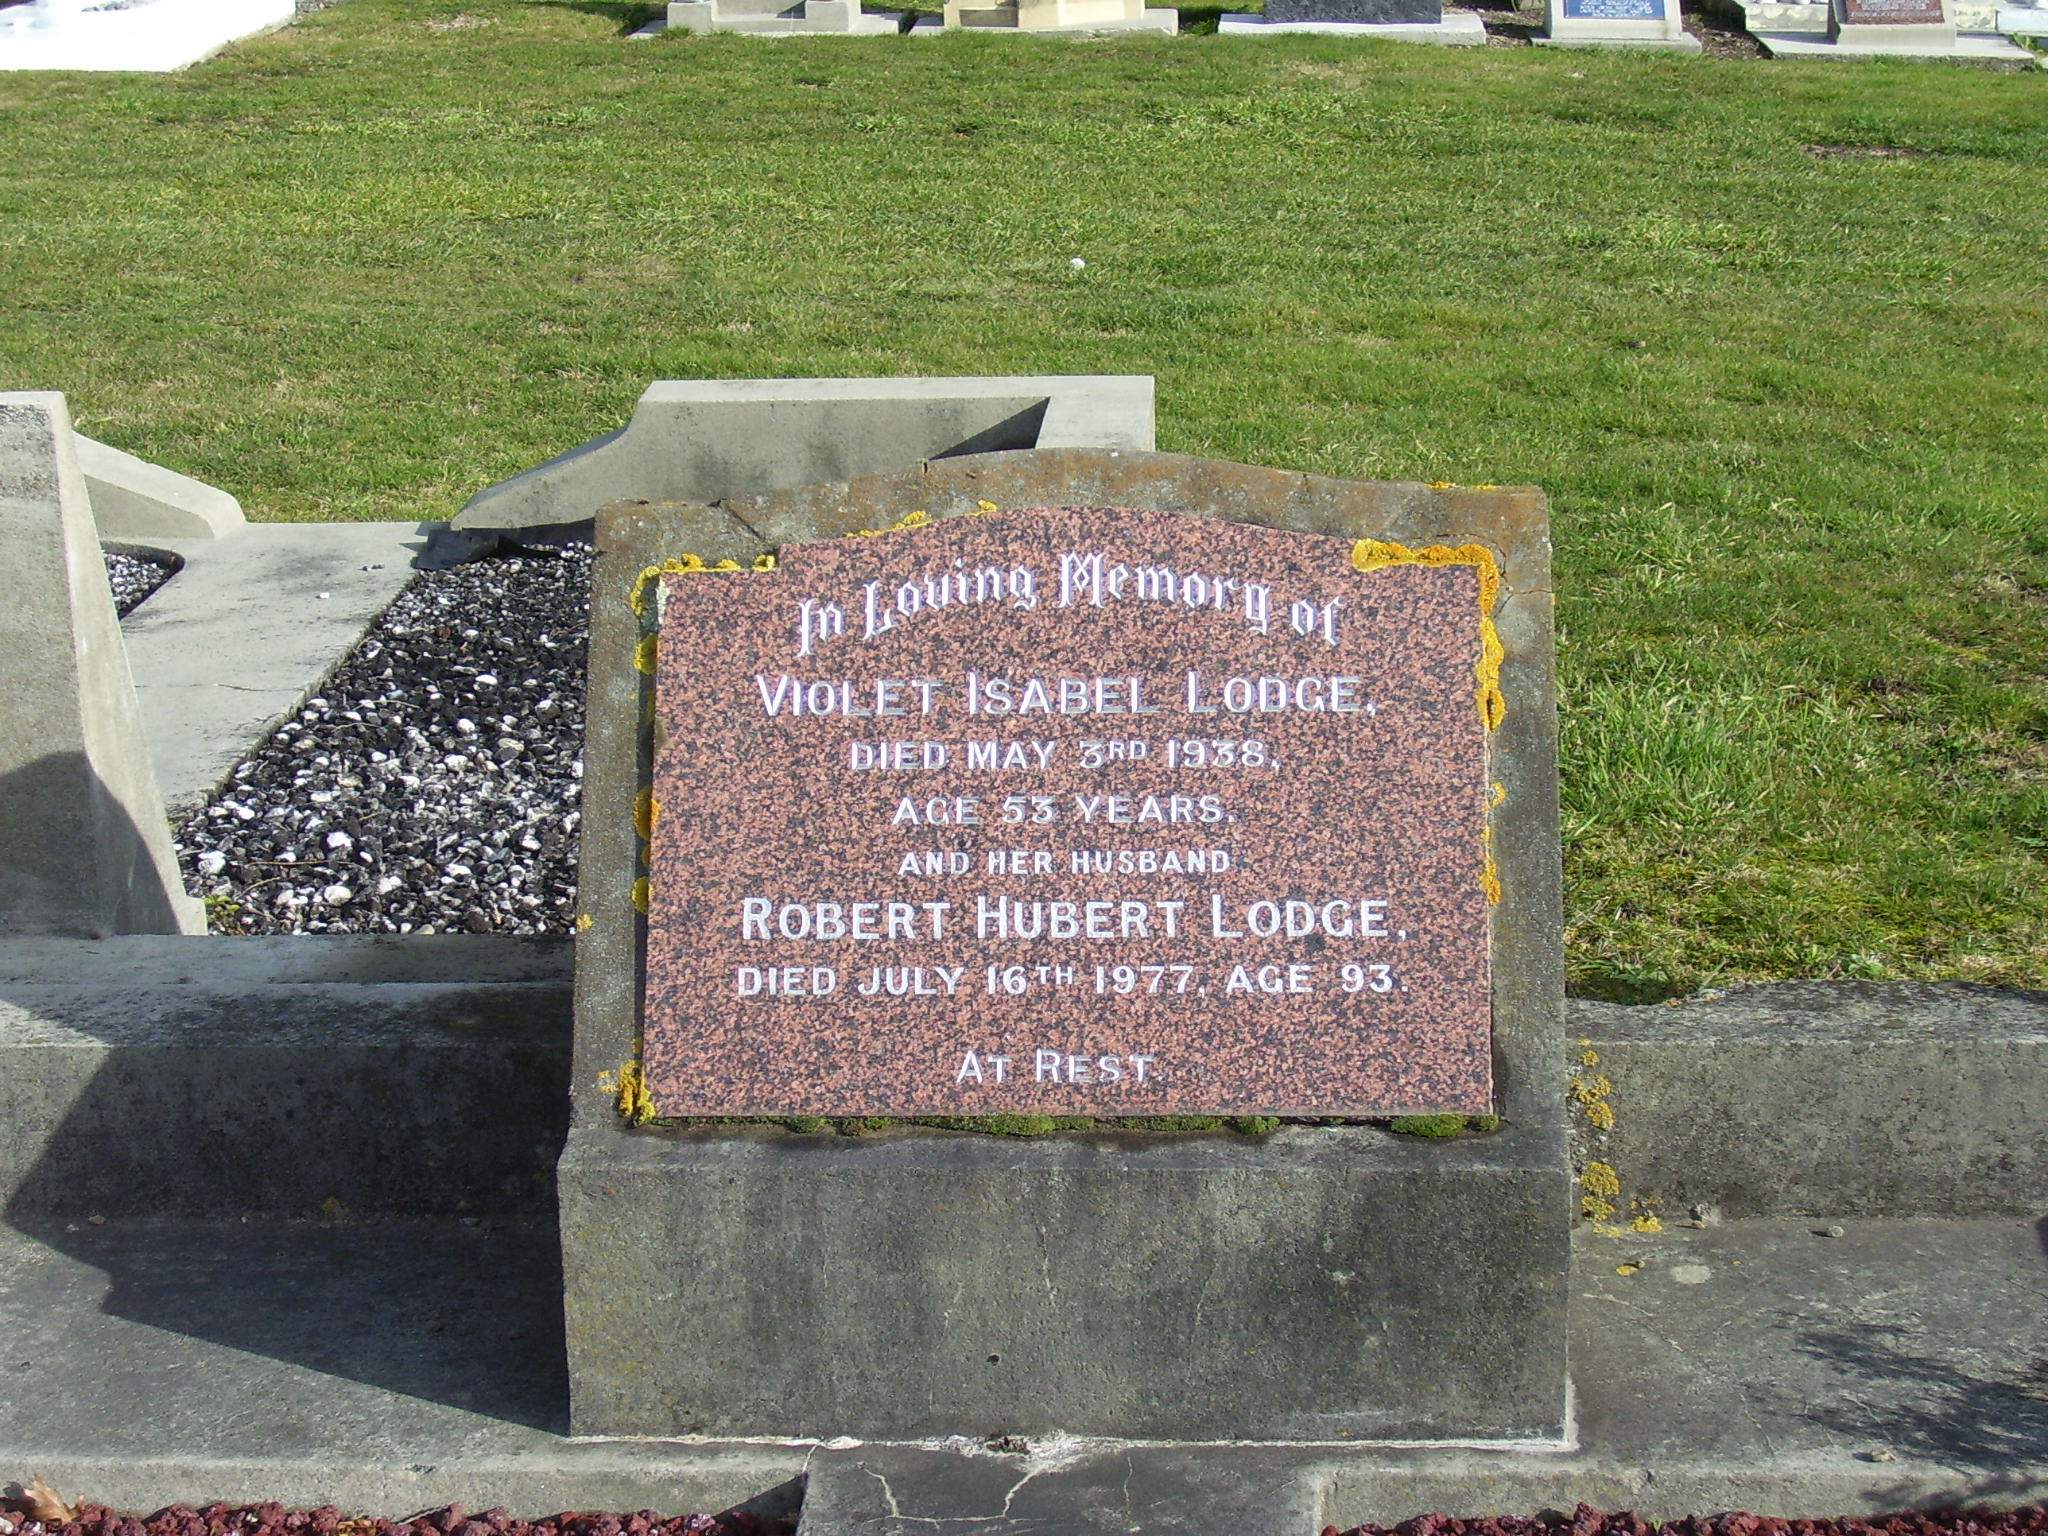 In Loving Memory of
VIOLET ISABEL LODGE,
DIED MAY 3RD 1938,
AGE 53 YEARS.
AND HER HUSBAND
ROBERT HUBERT LODGE,
DIED JULY 16TH 1977, AGE 93.
AT REST.